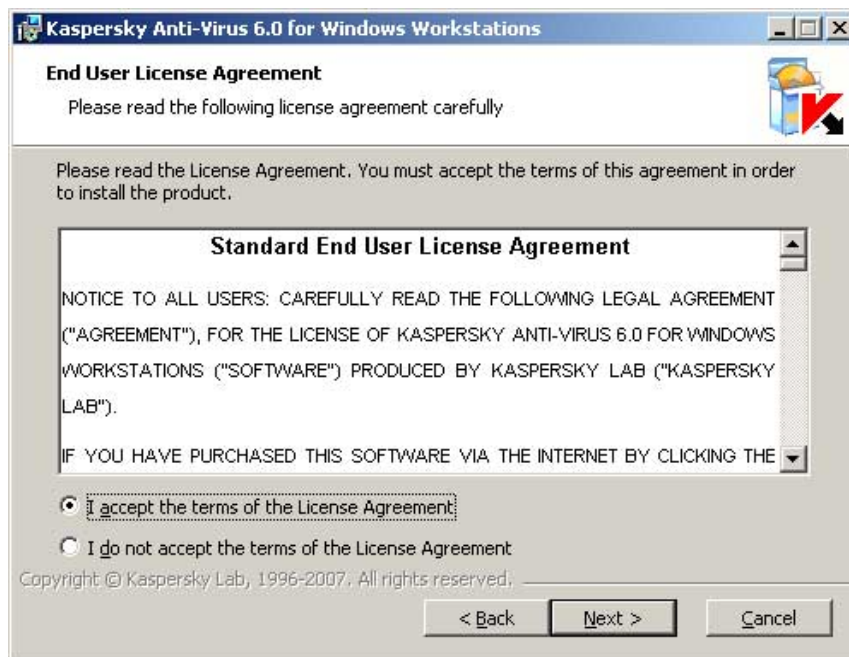 Kaspersky Anti-Virus 6.0 for Windows Workstations
End User License Agreement
Please read the following license agreement carefully
Please read the License Agreement. You must accept the terms of this agreement in order
to install the product.
Standard End User License Agreement
NOTICE TO ALL USERS: CAREFULLY READ THE FOLLOWING LEGAL AGREEMENT
("AGREEMENT"), FOR THE LICENSE OF KASPERSKY ANTI-VIRUS 6.0 FOR WINDOWS
WORKSTATIONS ("SOFTWARE") PRODUCED BY KASPERSKY LAB ("KASPERSKY
LAB").
IF YOU HAVE PURCHASED THIS SOFTWARE VIA THE INTERNET BY CLICKING THE
I accept the terms of the License Agreement
I do not accept the terms of the License Agreement
Copyright © Kaspersky Lab, 1996-2007. All rights reserved.
< Back Next > Cancel